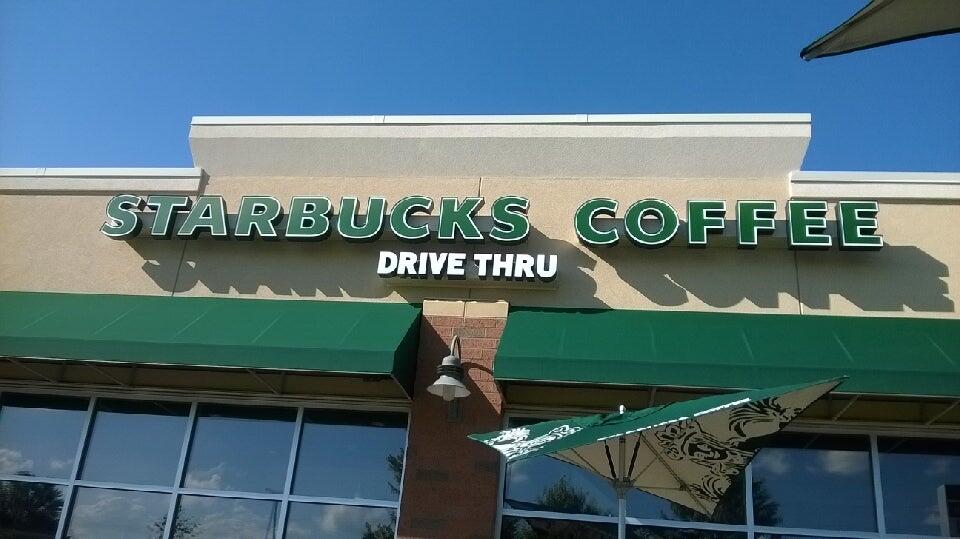 STARBUCKS COFFEE
DRIVE THRU